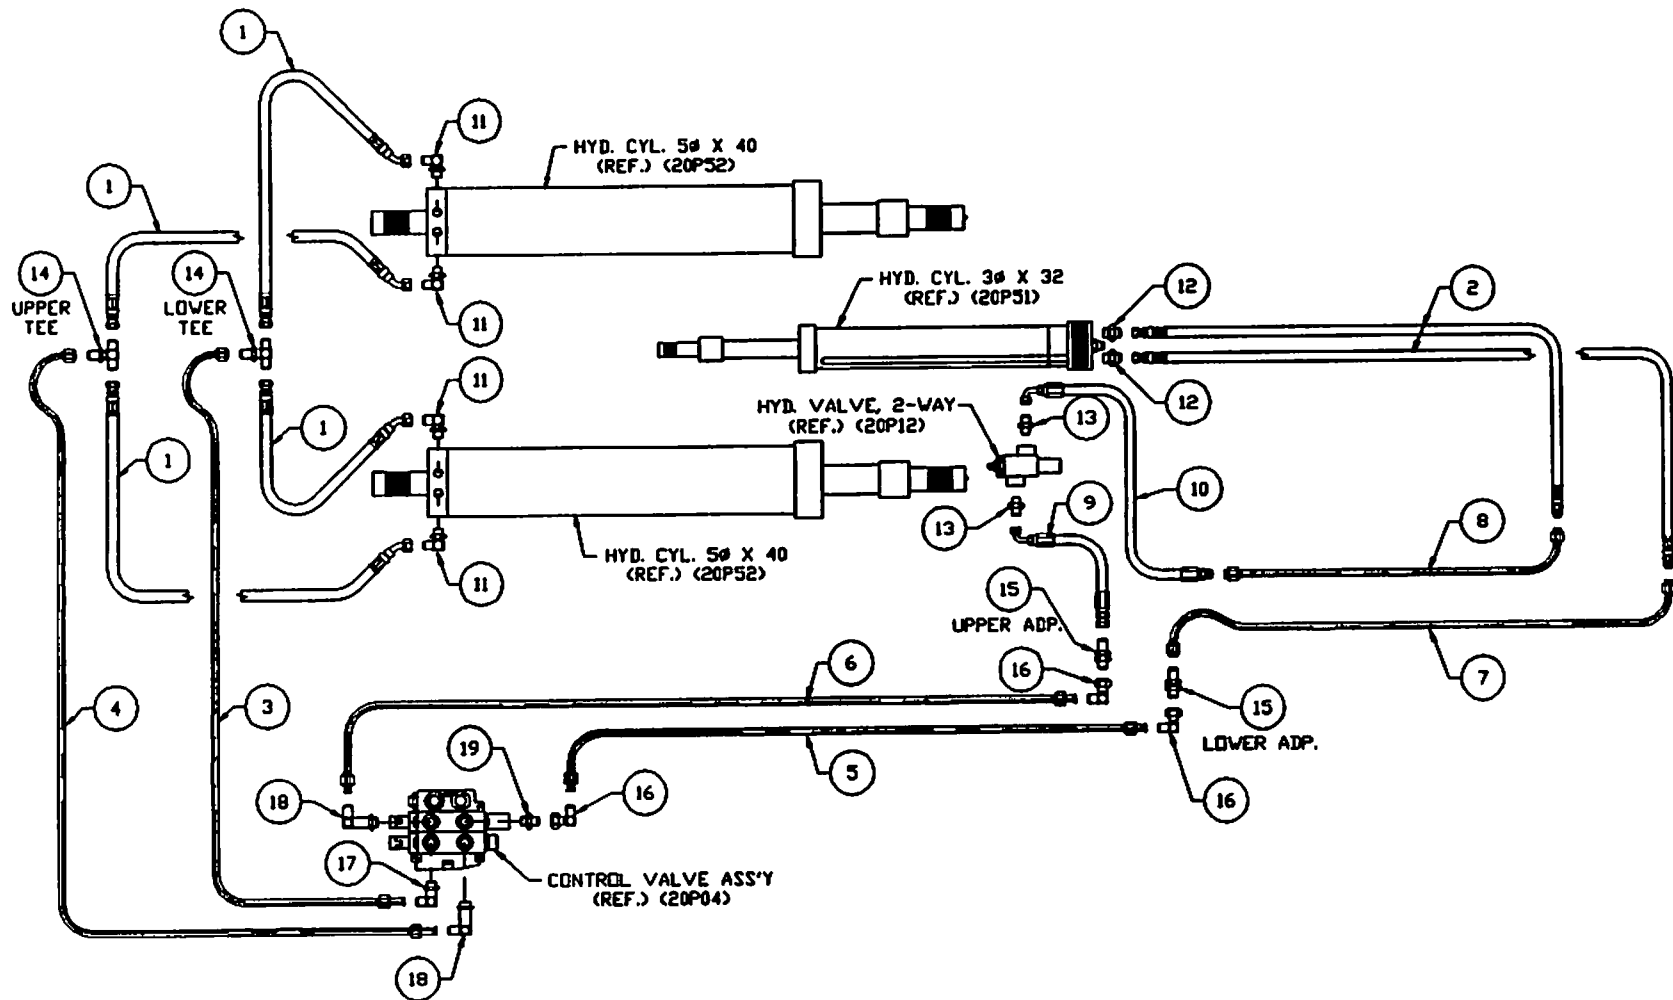 1
1
11
HYD. CYL. 5ø X 40
(REF.) (20P52)
14
UPPER
TEE
14
LOWER
TEE
11
HYD. CYL. 3ø X 32
(REF.) (20P51)
12
2
11
12
HYD. VALVE, 2-WAY
(REF.) (20P12)
13
1
1
10
13
9
8
HYD. CYL. 5ø X 40
(REF.) (20P52)
11
15
UPPER ADP.
16
6
7
4
3
15
LOWER ADP.
19
5
18
16
16
17
CONTROL VALVE ASS'Y
(REF.) (20P04)
18